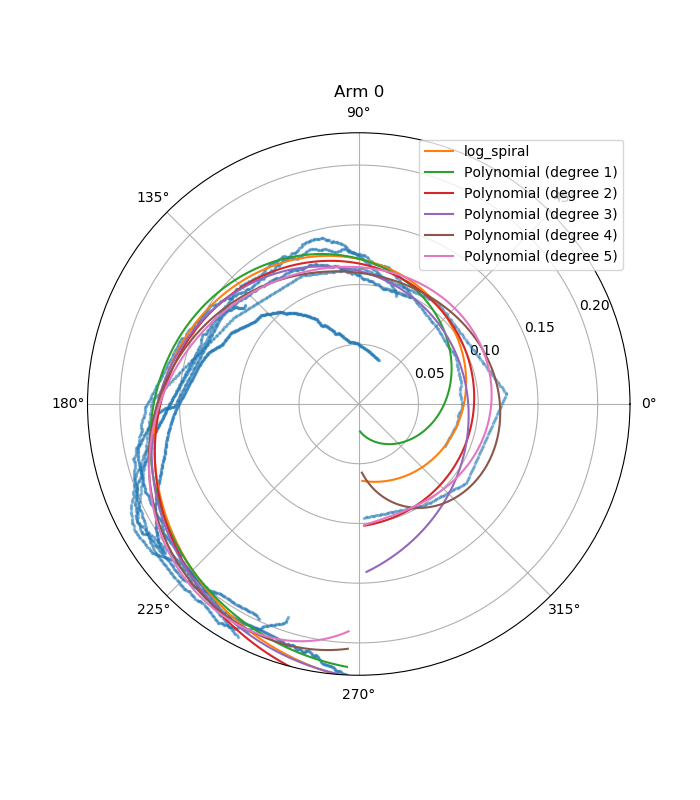 Arm 0
90°
log_spiral
Polynomial (degree 1)
Polynomial (degree 2)
Polynomial (degree 3)
Polynomial (degree 4)
Polynomial (degree 5)
135°
0.20
0.15
0.10
0.05
180°
0°
225°
315°
270°